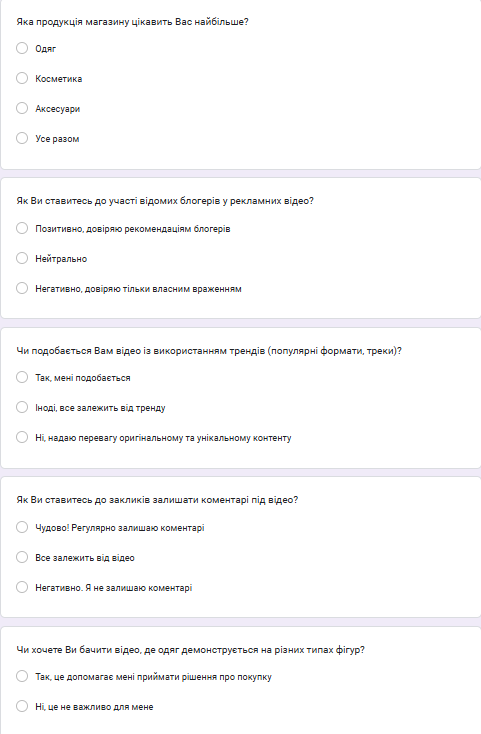 Яка продукція магазину цікавить Вас найбільше?
Одяг
Косметика
Аксесуари
Усе разом
Як Ви ставитесь до участі відомих блогерів у рекламних відео?
Позитивно, довіряю рекомендаціям блогерів
Нейтрально
Негативно, довіряю тільки власним враженням
Чи подобається Вам відео із використанням трендів (популярні формати, треки)?
Так, мені подобається
Іноді, все залежить від тренду
Ні, надаю перевагу оригінальному та унікальному контенту
Як Ви ставитесь до закликів залишати коментарі під відео?
Чудово! Регулярно залишаю коментарі
Все залежить від відео
Негативно. Я не залишаю коментарі
Чи хочете Ви бачити відео, де одяг демонструється на різних типах фігур?
Так, це допомагає мені приймати рішення про покупку
Ні, це не важливо для мене